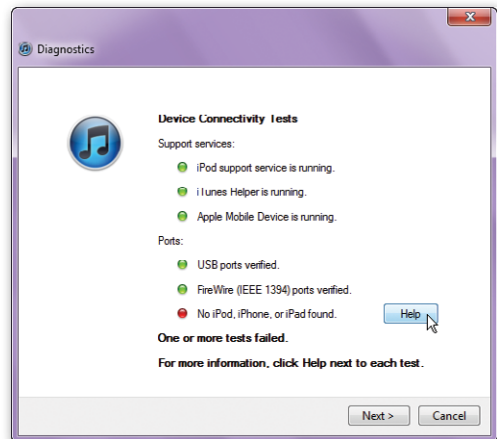 Diagnostics
Device Connectivity Tests
Support services:
iPod support service is running.
iTunes Helper is running.
Apple Mobile Device is running.
Ports:
USB ports verified.
FireWire (IEEE 1394) ports verified.
No iPod, iPhone, or iPad found.
Help
One or more tests failed.
For more information, click Help next to each test.
Next >
Cancel